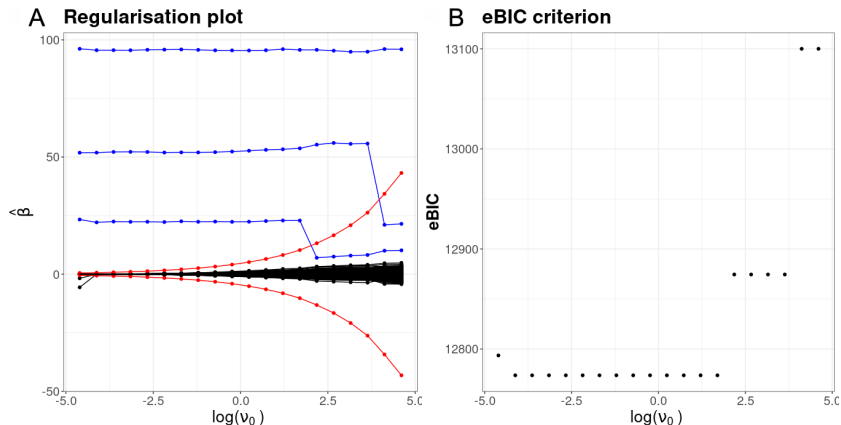 A Regularisation plot
100
50
0
-50
β̂
-5.0 -2.5 0.0 2.5 5.0
log(ν₀ )
B eBIC criterion
13100
13000
12900
12800
eBIC
-5.0 -2.5 0.0 2.5 5.0
log(ν₀ )